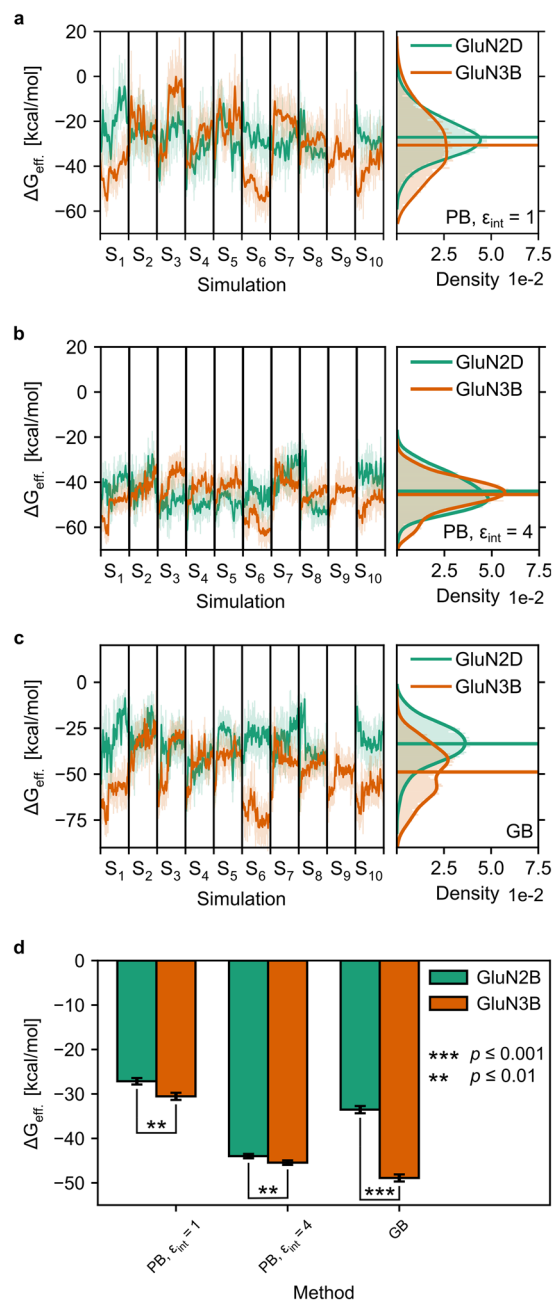 a
20
0
−20
−40
−60
ΔG_eff. [kcal/mol]
S₁ S₂ S₃ S₄ S₅ S₆ S₇ S₈ S₉ S₁₀
Simulation
GluN2D
GluN3B
PB, ε_int = 1
0.0 2.5 5.0 7.5
Density 1e-2
b
20
0
−20
−40
−60
ΔG_eff. [kcal/mol]
S₁ S₂ S₃ S₄ S₅ S₆ S₇ S₈ S₉ S₁₀
Simulation
GluN2D
GluN3B
PB, ε_int = 4
0.0 2.5 5.0 7.5
Density 1e-2
c
0
−25
−50
−75
ΔG_eff. [kcal/mol]
S₁ S₂ S₃ S₄ S₅ S₆ S₇ S₈ S₉ S₁₀
Simulation
GluN2D
GluN3B
GB
0.0 2.5 5.0 7.5
Density 1e-2
d
0
−10
−20
−30
−40
−50
ΔG_eff. [kcal/mol]
GluN2B
GluN3B
*** p ≤ 0.001
** p ≤ 0.01
**
**
***
PB, ε_int = 1
PB, ε_int = 4
GB
Method